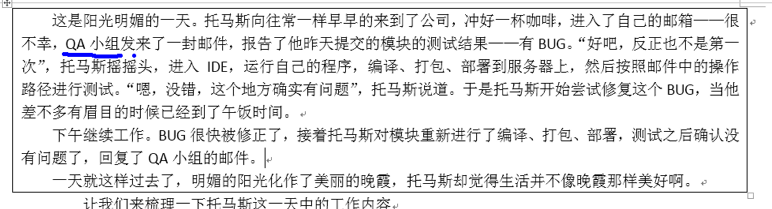 这是阳光明媚的一天。托马斯向往常一样早早的来到了公司，冲好一杯咖啡，进入了自己的邮箱——很
不幸，QA小组发来了一封邮件，报告了他昨天提交的模块的测试结果——有BUG。“好吧，反正也不是第一
次”，托马斯摇摇头，进入 IDE，运行自己的程序，编译、打包、部署到服务器上，然后按照邮件中的操作
路径进行测试。“嗯，没错，这个地方确实有问题”，托马斯说道。于是托马斯开始尝试修复这个 BUG，当他
差不多有眉目的时候已经到了午饭时间。
下午继续工作。BUG 很快被修正了，接着托马斯对模块重新进行了编译、打包、部署，测试之后确认没
有问题了，回复了 QA 小组的邮件。
一天就这样过去了，明媚的阳光化作了美丽的晚霞，托马斯却觉得生活并不像晚霞那样美好啊。
让我们来梳理一下托马斯这一天中的工作内容